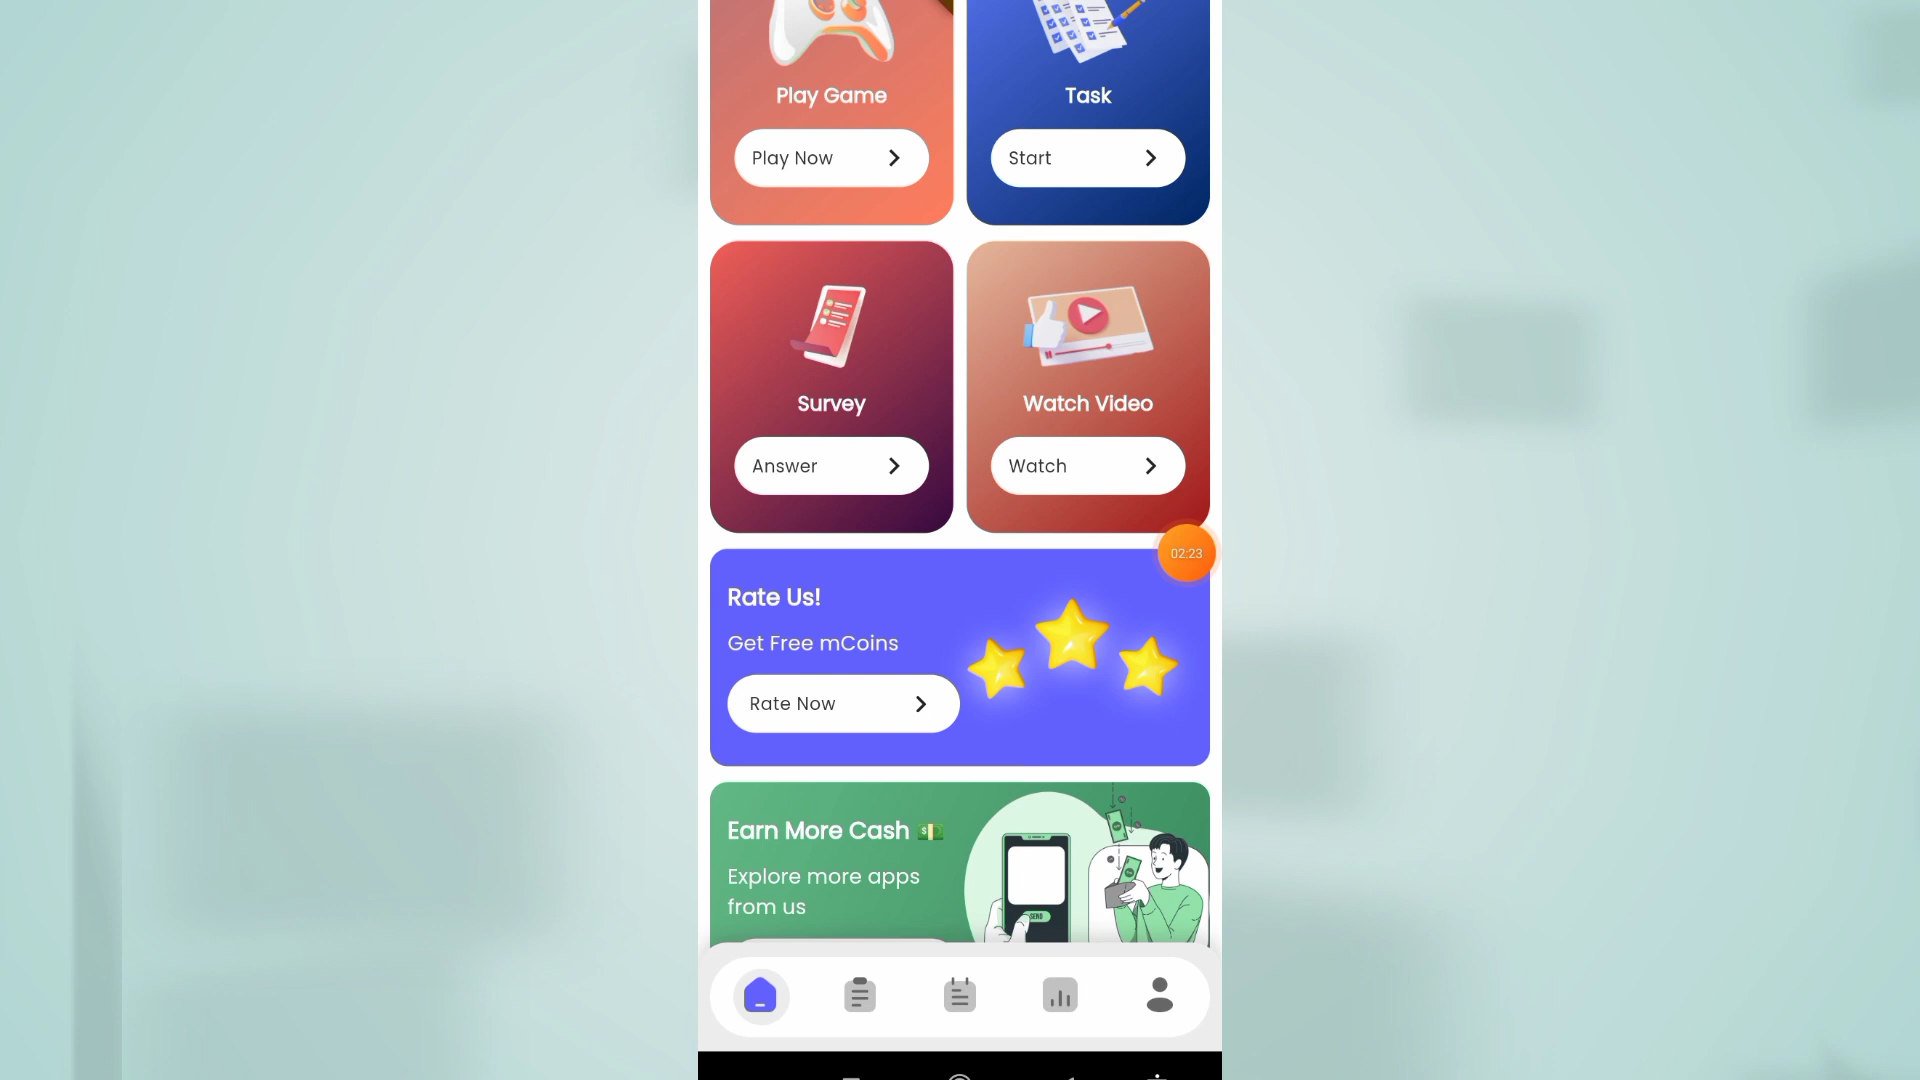 Play Game
Task
Play Now
Start
Survey
Watch Video
Answer
Watch
02:23
Rate Us!
Get Free mCoins
Rate Now
Earn More Cash 💵
Explore more apps
from us
SEND